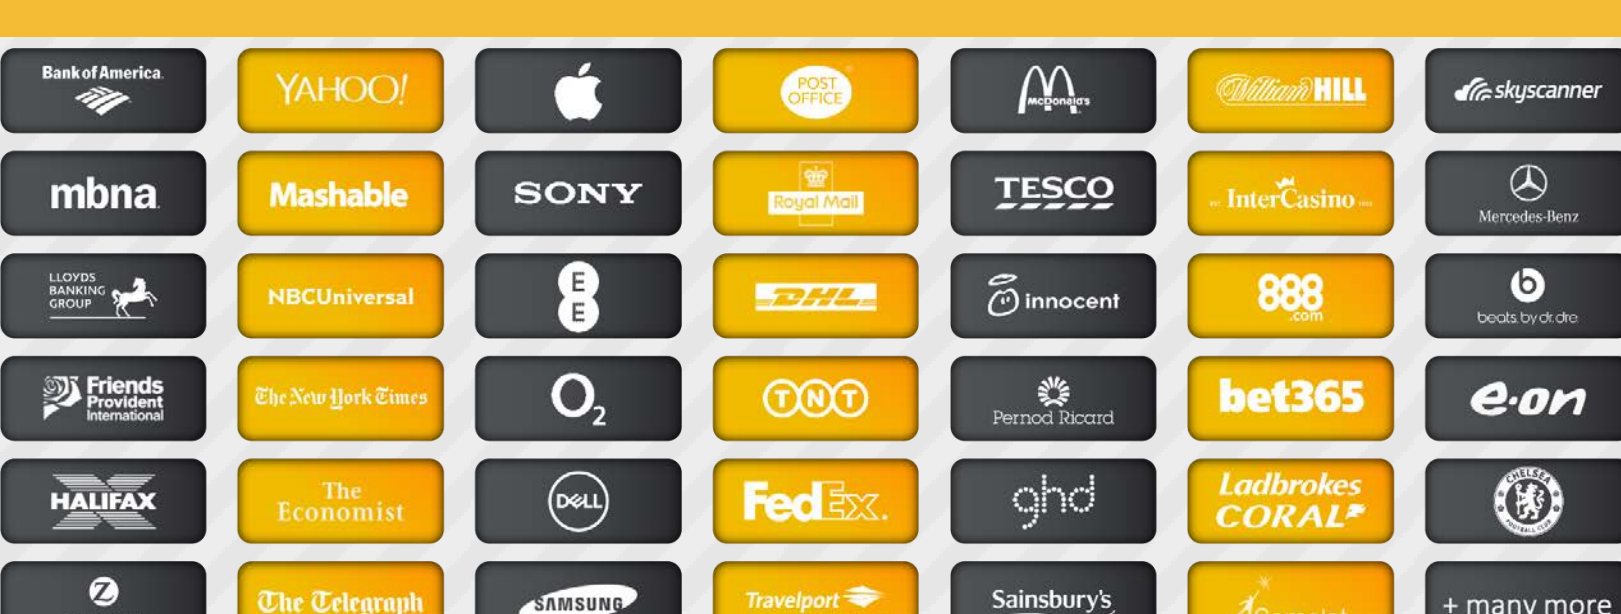 Bank of America
YAHOO!
POST
OFFICE
McDonald's
William HILL
skyscanner
mbna
Mashable
SONY
Royal Mail
TESCO
InterCasino
Mercedes-Benz
LLOYDS
BANKING
GROUP
NBCUniversal
E
E
DHL
innocent
888
.com
b
beats by dr. dre
Friends
Provident
International
The New York Times
O2
TNT
Pernod Ricard
bet365
e·on
HALIFAX
The
Economist
DELL
FedEx.
ghd
Ladbrokes
CORAL
CHELSEA
FOOTBALL CLUB
Z
The Telegraph
SAMSUNG
Travelport
Sainsbury's
+ many more